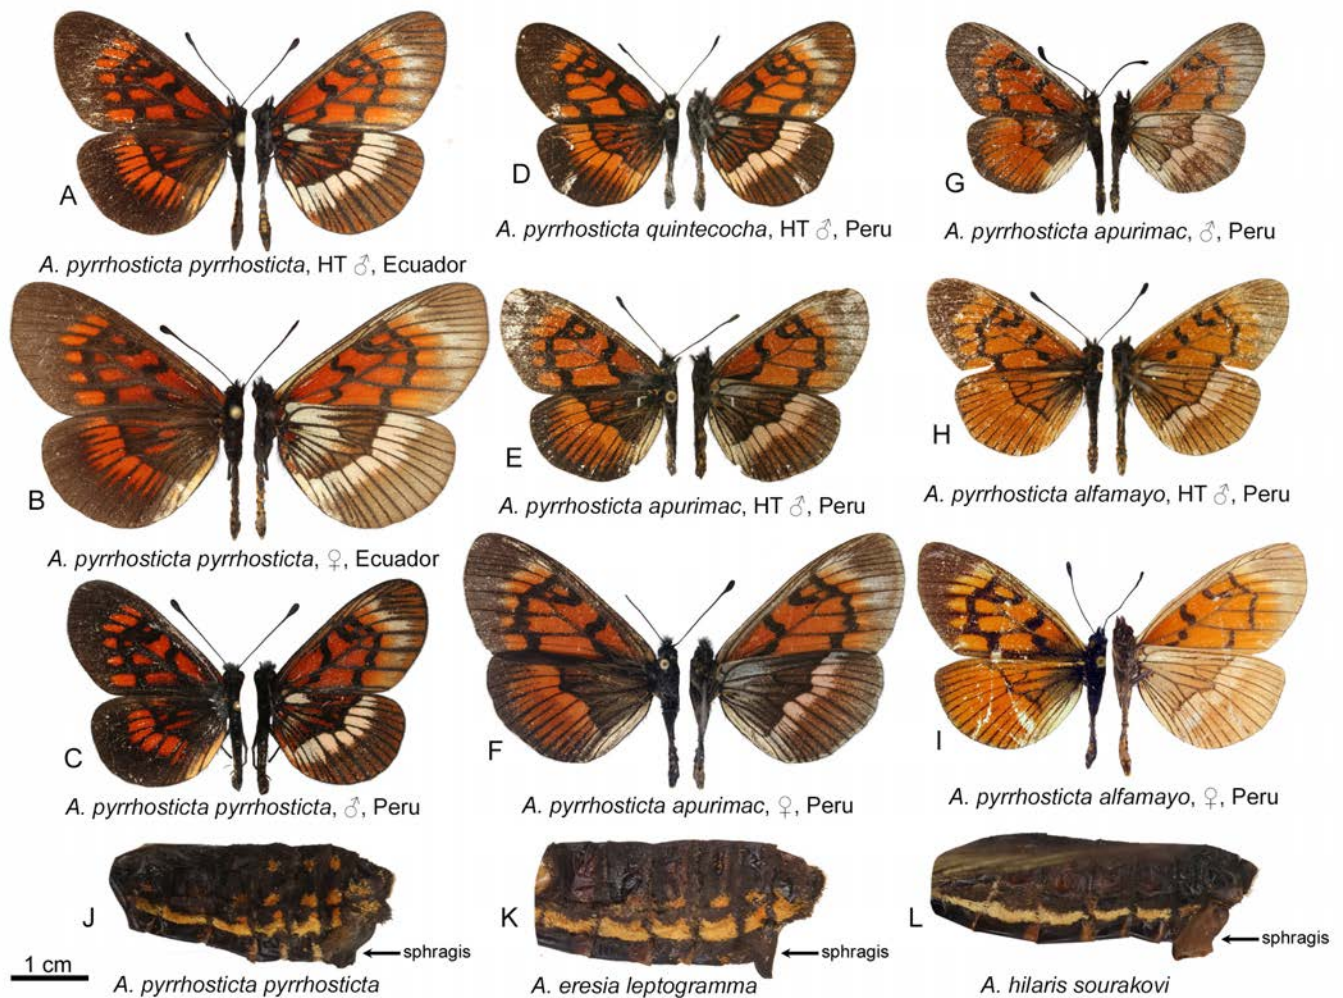 A
A. pyrrhosticta pyrrhosticta, HT ♂, Ecuador
D
A. pyrrhosticta quintecocha, HT ♂, Peru
G
A. pyrrhosticta apurimac, ♂, Peru
B
A. pyrrhosticta pyrrhosticta, ♀, Ecuador
E
A. pyrrhosticta apurimac, HT ♂, Peru
H
A. pyrrhosticta alfamayo, HT ♂, Peru
C
A. pyrrhosticta pyrrhosticta, ♂, Peru
F
A. pyrrhosticta apurimac, ♀, Peru
I
A. pyrrhosticta alfamayo, ♀, Peru
J
sphragis
A. pyrrhosticta pyrrhosticta
K
sphragis
A. eresia leptogramma
L
sphragis
A. hilaris sourakovi
1 cm